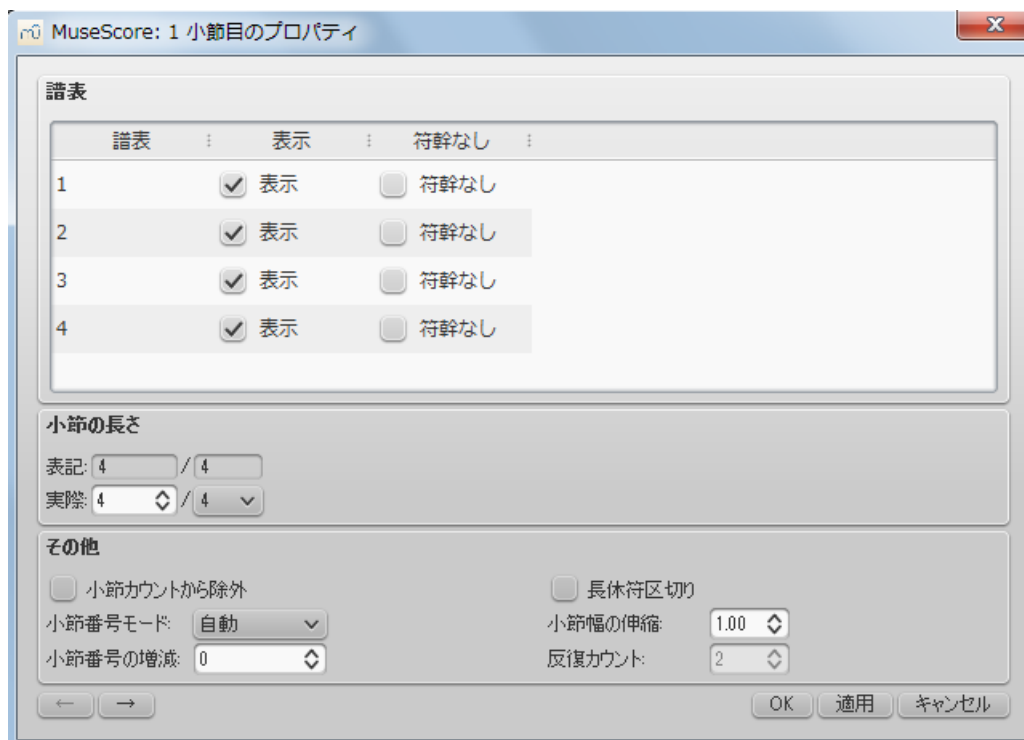 MuseScore: 1 小節目のプロパティ
譜表
譜表 表示 符幹なし
1 表示 符幹なし
2 表示 符幹なし
3 表示 符幹なし
4 表示 符幹なし
小節の長さ
表記: 4 / 4
実際: 4 / 4
その他
小節カウントから除外 長休符区切り
小節番号モード: 自動 小節幅の伸縮: 1.00
小節番号の増減: 0 反復カウント: 2
← → OK 適用 キャンセル